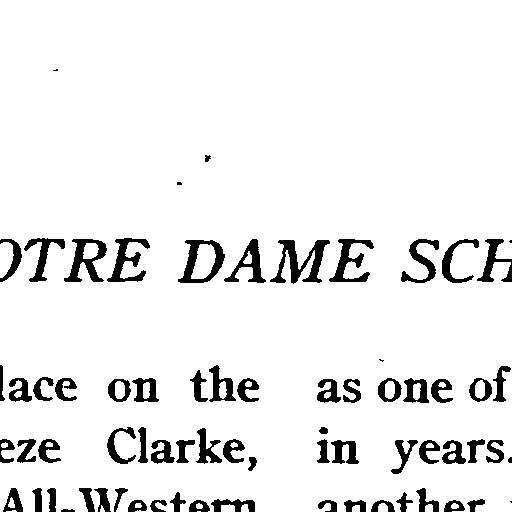 OTRE DAME SCH
lace on the
eze Clarke,
All-Western
as one of
in years.
another